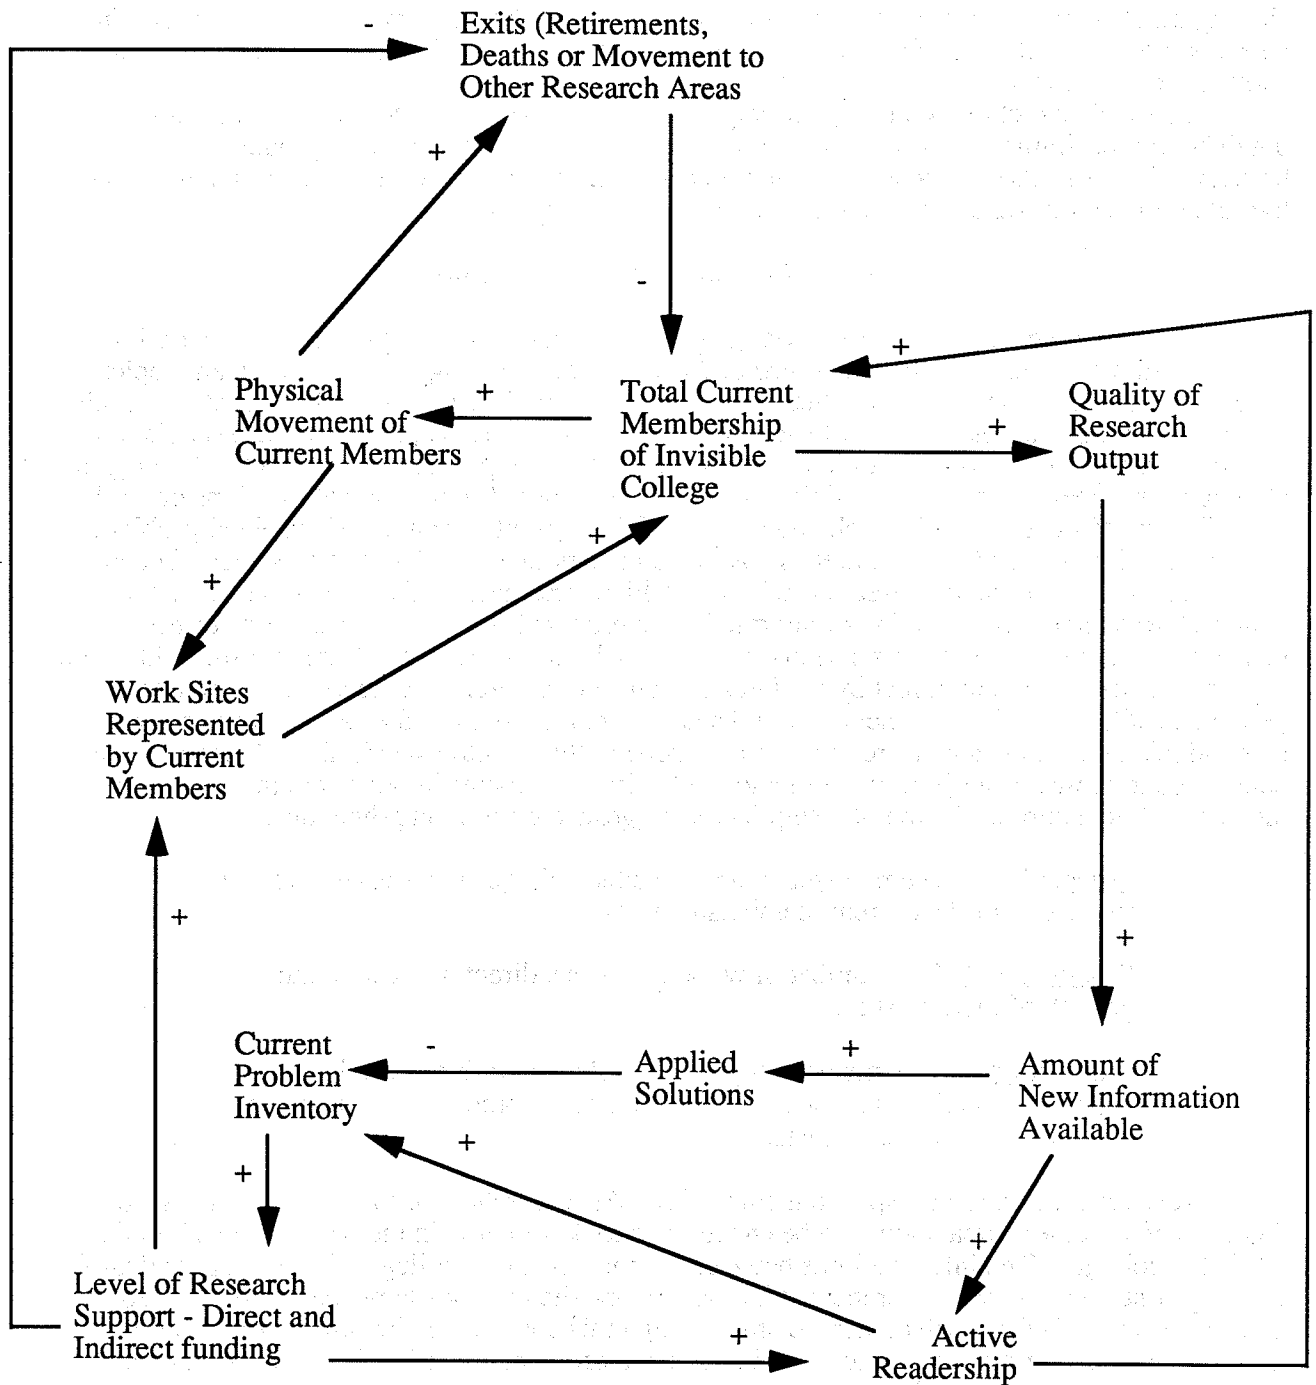 -
Exits (Retirements,
Deaths or Movement to
Other Research Areas
+
-
+
Physical
Movement of
Current Members
+
Total Current
Membership
of Invisible
College
+
Quality of
Research
Output
+
+
Work Sites
Represented
by Current
Members
+
+
Current
Problem
Inventory
-
Applied
Solutions
+
Amount of
New Information
Available
+
+
+
Level of Research
Support - Direct and
Indirect funding
+
Active
Readership